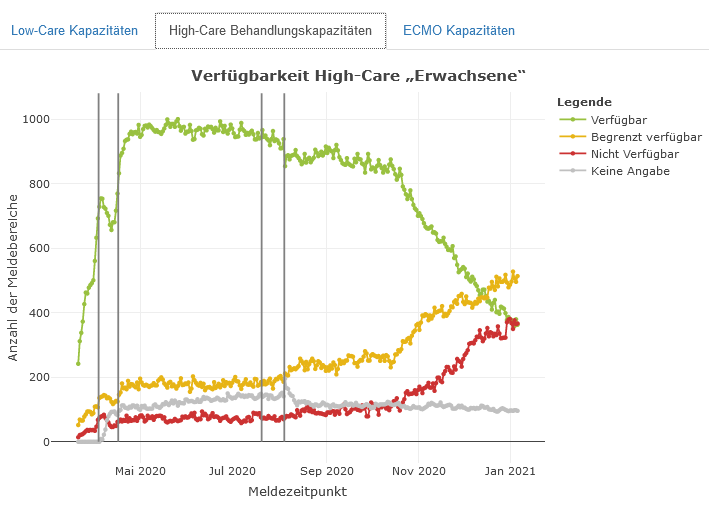 Low-Care Kapazitäten
High-Care Behandlungskapazitäten
ECMO Kapazitäten
Verfügbarkeit High-Care „Erwachsene“
Legende
Verfügbar
Begrenzt verfügbar
Nicht Verfügbar
Keine Angabe
Anzahl der Meldebereiche
1000
800
600
400
200
0
Mai 2020
Jul 2020
Sep 2020
Nov 2020
Jan 2021
Meldezeitpunkt